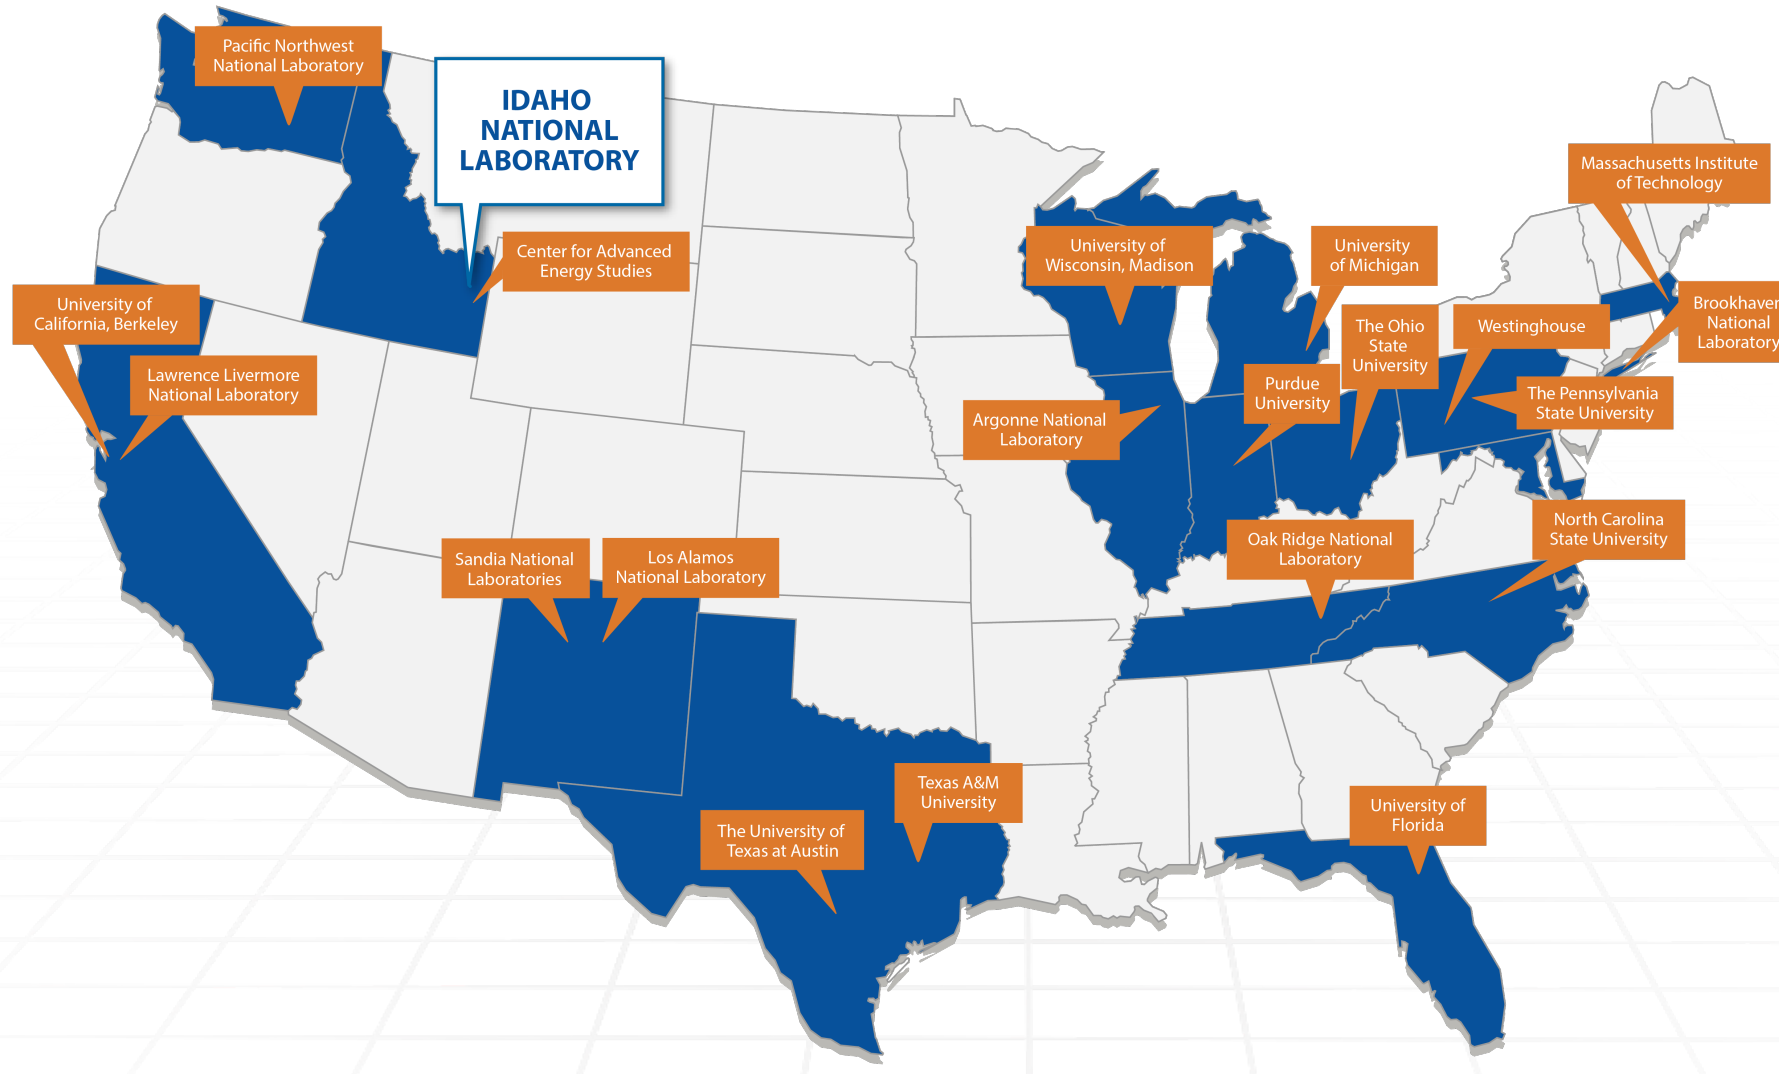 Pacific Northwest
National Laboratory
IDAHO
NATIONAL
LABORATORY
Center for Advanced
Energy Studies
University of
California, Berkeley
Lawrence Livermore
National Laboratory
Sandia National
Laboratories
Los Alamos
National Laboratory
The University of
Texas at Austin
Texas A&M
University
University of
Wisconsin, Madison
Argonne National
Laboratory
University
of Michigan
Purdue
University
The Ohio
State
University
Westinghouse
The Pennsylvania
State University
Massachusetts Institute
of Technology
Brookhaven
National
Laboratory
Oak Ridge National
Laboratory
North Carolina
State University
University of
Florida